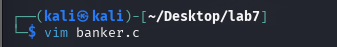 ┌──(kali㉿kali)-[~/Desktop/lab7]
└─$ vim banker.c